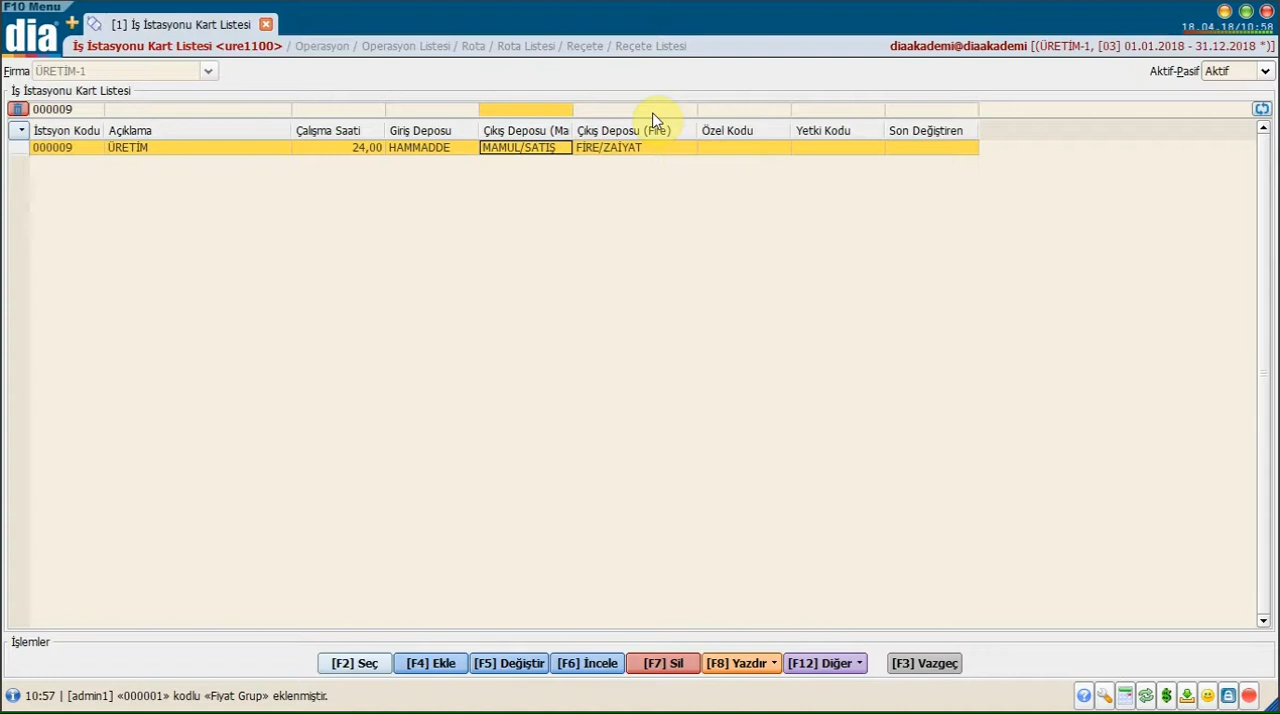 F10 Menu
dia
[1] İş İstasyonu Kart Listesi
18.04.18/10:58
İş İstasyonu Kart Listesi <ure1100> / Operasyon / Operasyon Listesi / Rota / Rota Listesi / Reçete / Reçete Listesi
diaakademi@diaakademi [(ÜRETİM-1, [03] 01.01.2018 - 31.12.2018 *)]
Firma ÜRETİM-1
Aktif-Pasif Aktif
İş İstasyonu Kart Listesi
000009
İstsyon Kodu Açıklama Çalışma Saati Giriş Deposu Çıkış Deposu (Ma Çıkış Deposu (Fire) Özel Kodu Yetki Kodu Son Değiştiren
000009 ÜRETİM 24,00 HAMMADDE MAMUL/SATIŞ FİRE/ZAİYAT
İşlemler
[F2] Seç [F4] Ekle [F5] Değiştir [F6] İncele [F7] Sil [F8] Yazdır [F12] Diğer [F3] Vazgeç
10:57 | [admin1] «000001» kodlu «Fiyat Grup» eklenmiştir.